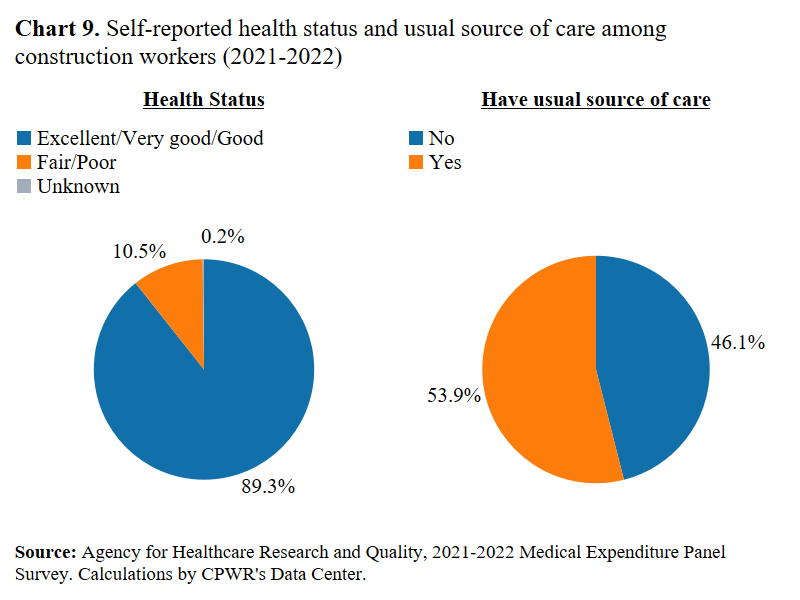 Chart 9. Self-reported health status and usual source of care among
construction workers (2021-2022)
Health Status
Excellent/Very good/Good
Fair/Poor
Unknown
0.2%
10.5%
89.3%
Have usual source of care
No
Yes
46.1%
53.9%
Source: Agency for Healthcare Research and Quality, 2021-2022 Medical Expenditure Panel
Survey. Calculations by CPWR's Data Center.